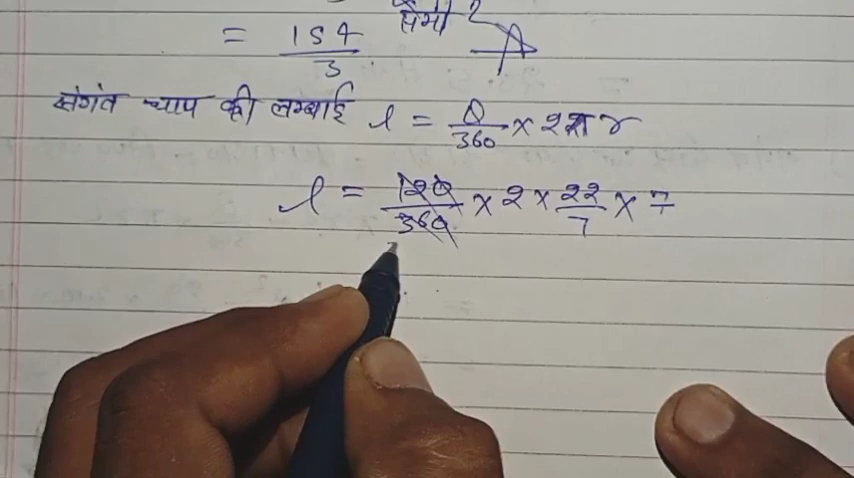 = 154/3 सेमी²
संगत चाप की लम्बाई l = θ/360 × 2πr
l = 120/360 × 2 × 22/7 × 7